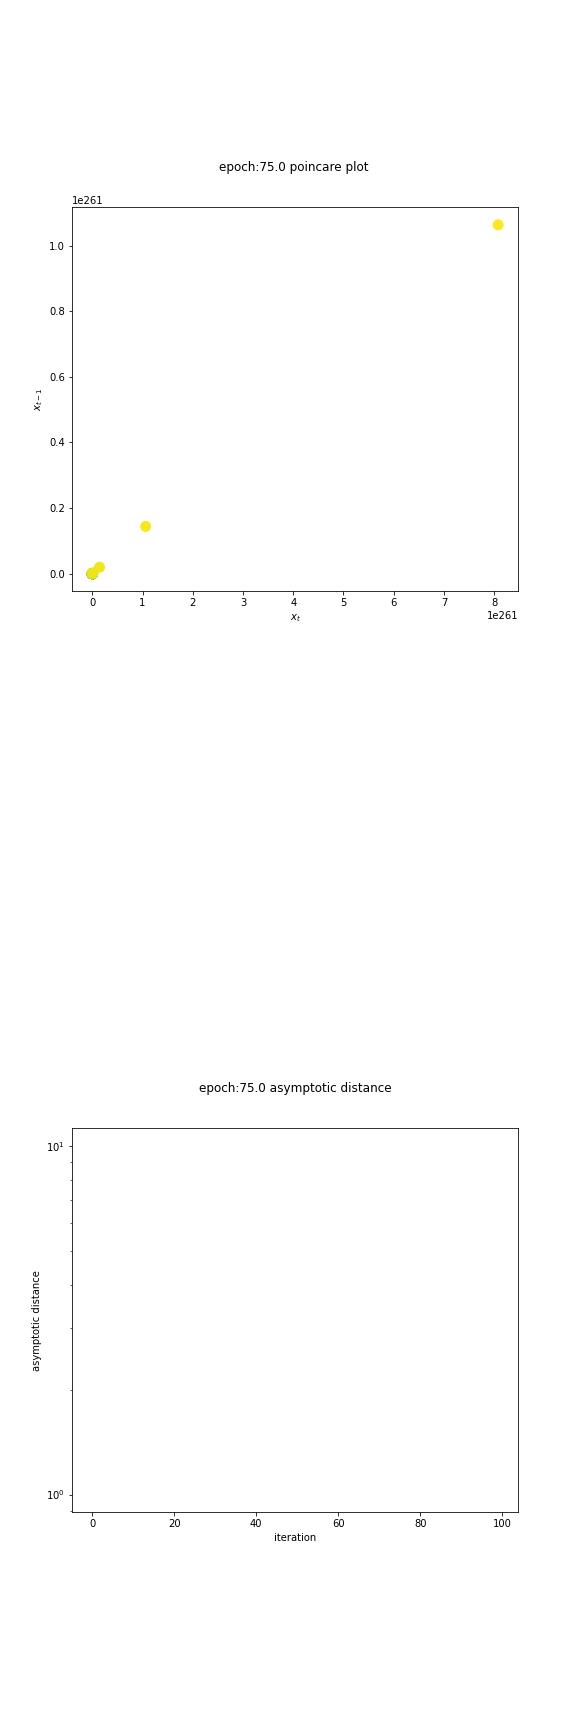 epoch:75.0 poincare plot
1e261
1.0
0.8
0.6
0.4
0.2
0.0
x_{t-1}
0 1 2 3 4 5 6 7 8
x_t
1e261
epoch:75.0 asymptotic distance
10^1
10^0
asymptotic distance
0 20 40 60 80 100
iteration